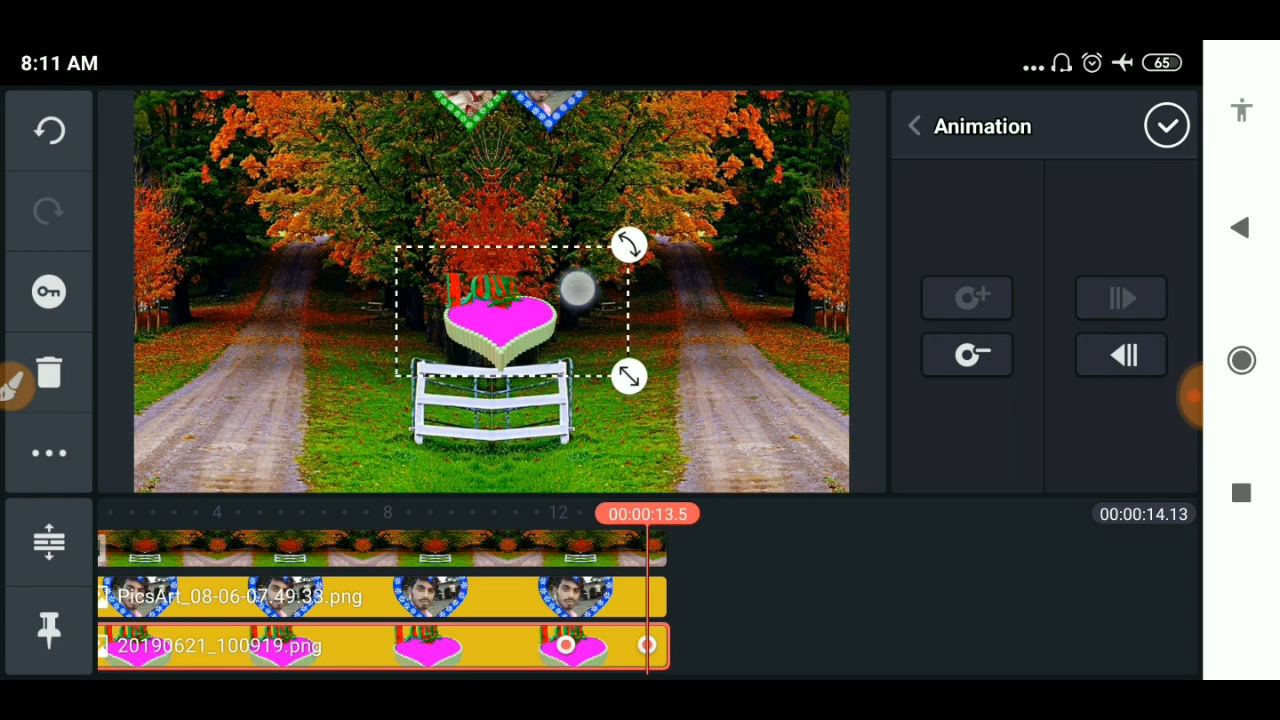 8:11 AM
65
Animation
4
8
12
00:00:13.5
00:00:14.13
PicsArt_08-06-07.49.33.png
20190621_100919.png